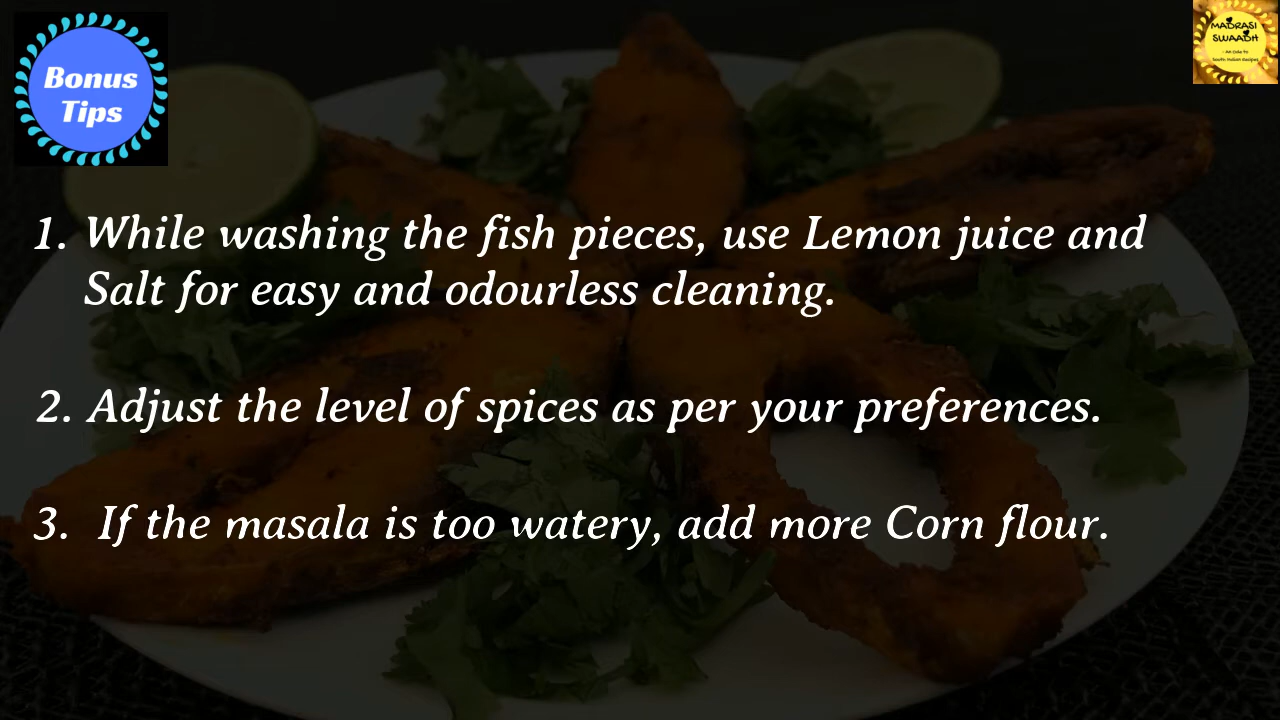 Bonus
Tips
MADRASI
SWAADH
1. While washing the fish pieces, use Lemon juice and
Salt for easy and odourless cleaning.
2. Adjust the level of spices as per your preferences.
3. If the masala is too watery, add more Corn flour.